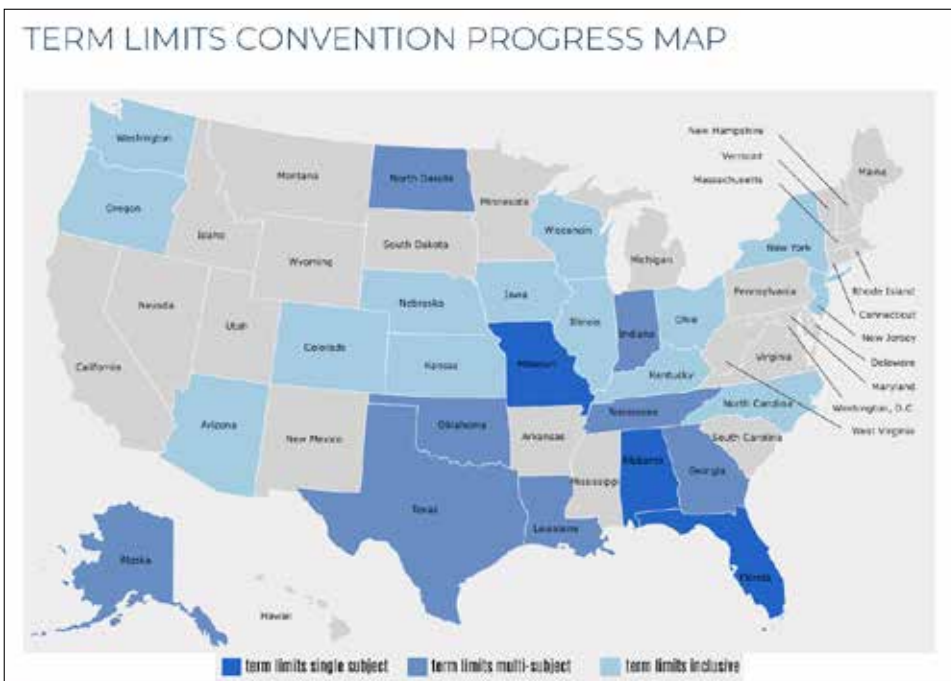 TERM LIMITS CONVENTION PROGRESS MAP
Washington
Oregon
California
Nevada
Idaho
Montana
Wyoming
Utah
Colorado
Arizona
New Mexico
North Dakota
South Dakota
Nebraska
Kansas
Oklahoma
Texas
Minnesota
Iowa
Missouri
Arkansas
Louisiana
Wisconsin
Illinois
Michigan
Indiana
Ohio
Kentucky
Tennessee
Mississippi
Alabama
Georgia
Florida
South Carolina
North Carolina
Virginia
Pennsylvania
New York
Maine
New Hampshire
Vermont
Massachusetts
Rhode Island
Connecticut
New Jersey
Delaware
Maryland
Washington, D.C.
West Virginia
Alaska
Hawaii
term limits single subject
term limits multi-subject
term limits inclusive